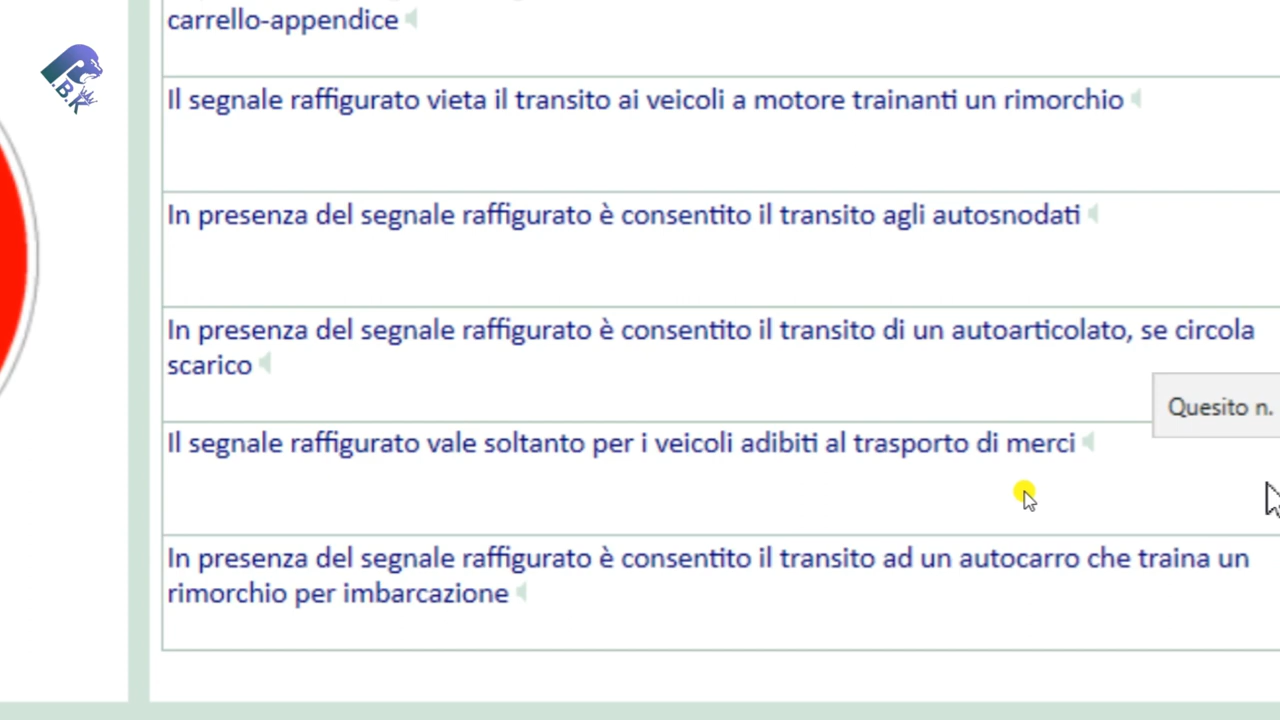 carrello-appendice
Il segnale raffigurato vieta il transito ai veicoli a motore trainanti un rimorchio
In presenza del segnale raffigurato è consentito il transito agli autosnodati
In presenza del segnale raffigurato è consentito il transito di un autoarticolato, se circola
scarico
Quesito n.
Il segnale raffigurato vale soltanto per i veicoli adibiti al trasporto di merci
In presenza del segnale raffigurato è consentito il transito ad un autocarro che traina un
rimorchio per imbarcazione
B.K